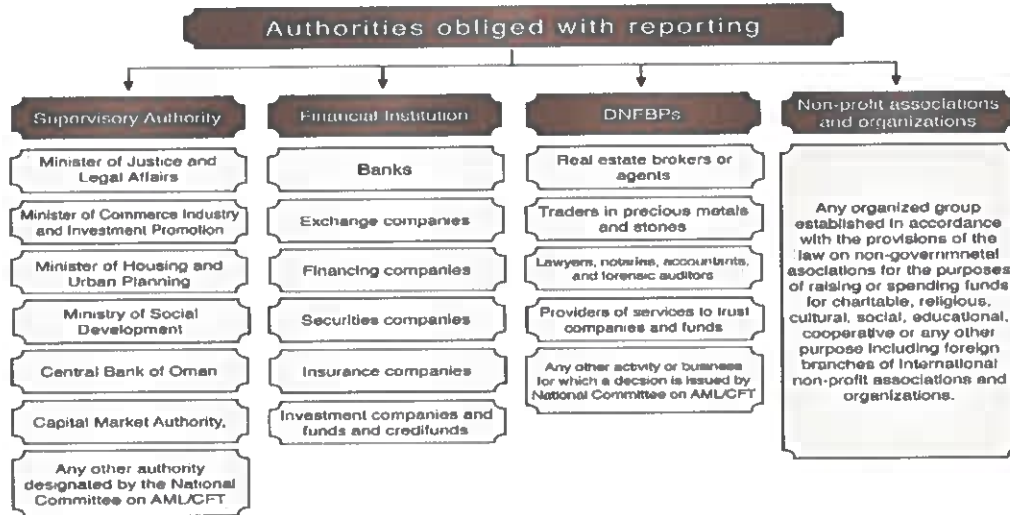 Authorities obliged with reporting
Supervisory Authority
Minister of Justice and
Legal Affairs
Minister of Commerce Industry
and Investment Promotion
Minister of Housing and
Urban Planning
Ministry of Social
Development
Central Bank of Oman
Capital Market Authority,
Any other authority
designated by the National
Committee on AML/CFT
Financial Institution
Banks
Exchange companies
Financing companies
Securities companies
Insurance companies
Investment companies and
funds and credifunds
DNFBPs
Real estate brokers or
agents
Traders in precious metals
and stones
Lawyers, notaries, accountants,
and forensic auditors
Providers of services to trust
companies and funds
Any other activity or business
for which a decsion is issued by
National Committee on AML/CFT
Non-profit associations
and organizations
Any organized group
established in accordance
with the provisions of the
law on non-governmnetal
asociations for the purposes
of raising or spending funds
for charitable, religious,
cultural, social, educational,
cooperative or any other
purpose including foreign
branches of International
non-profit associations and
organizations.